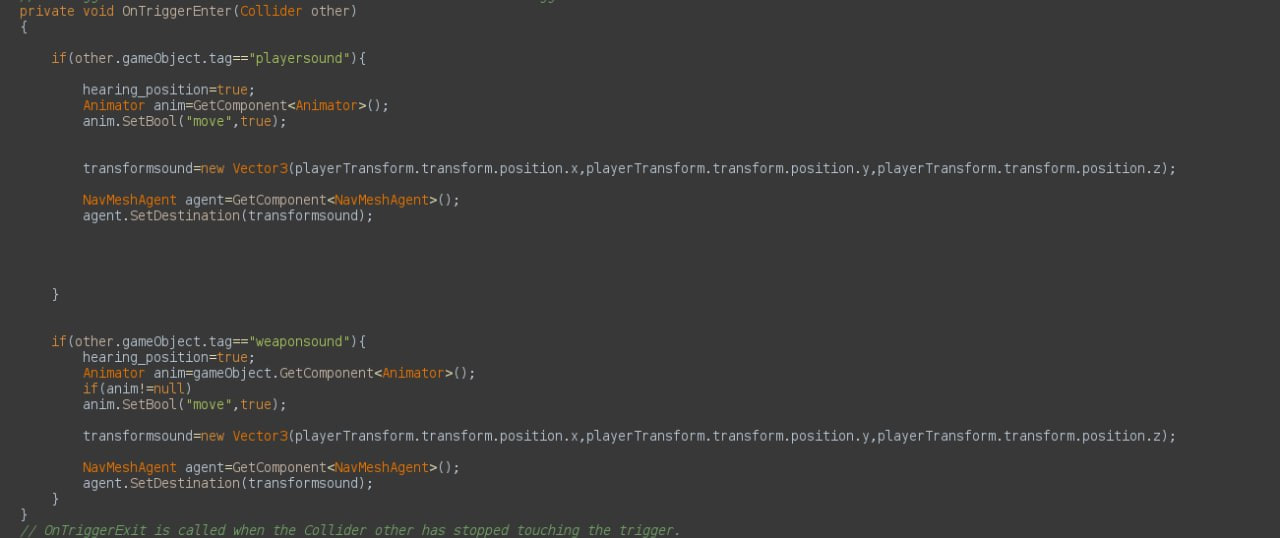 private void OnTriggerEnter(Collider other)
{
if(other.gameObject.tag=="playersound"){
hearing_position=true;
Animator anim=GetComponent<Animator>();
anim.SetBool("move",true);
transformsound=new Vector3(playerTransform.transform.position.x,playerTransform.transform.position.y,playerTransform.transform.position.z);
NavMeshAgent agent=GetComponent<NavMeshAgent>();
agent.SetDestination(transformsound);
}
if(other.gameObject.tag=="weaponsound"){
hearing_position=true;
Animator anim=gameObject.GetComponent<Animator>();
if(anim!=null)
anim.SetBool("move",true);
transformsound=new Vector3(playerTransform.transform.position.x,playerTransform.transform.position.y,playerTransform.transform.position.z);
NavMeshAgent agent=GetComponent<NavMeshAgent>();
agent.SetDestination(transformsound);
}
}
// OnTriggerExit is called when the Collider other has stopped touching the trigger.